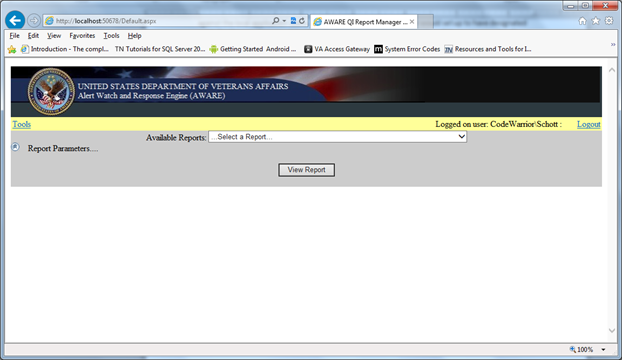 http://localhost:50678/Default.aspx
AWARE QI Report Manager ...
File Edit View Favorites Tools Help
Introduction - The compl... TN Tutorials for SQL Server 20... Getting Started Android ... VA Access Gateway m System Error Codes TN Resources and Tools for I...
UNITED STATES DEPARTMENT OF VETERANS AFFAIRS
Alert Watch and Response Engine (AWARE)
Tools Logged on user: CodeWarrior\Schott : Logout
Available Reports: ...Select a Report...
Report Parameters....
View Report
100%